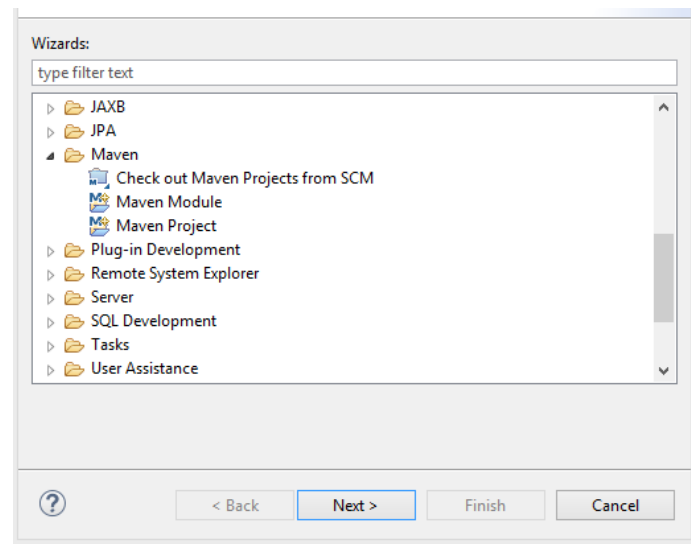 Wizards:
type filter text
JAXB
JPA
Maven
Check out Maven Projects from SCM
Maven Module
Maven Project
Plug-in Development
Remote System Explorer
Server
SQL Development
Tasks
User Assistance
? < Back Next > Finish Cancel